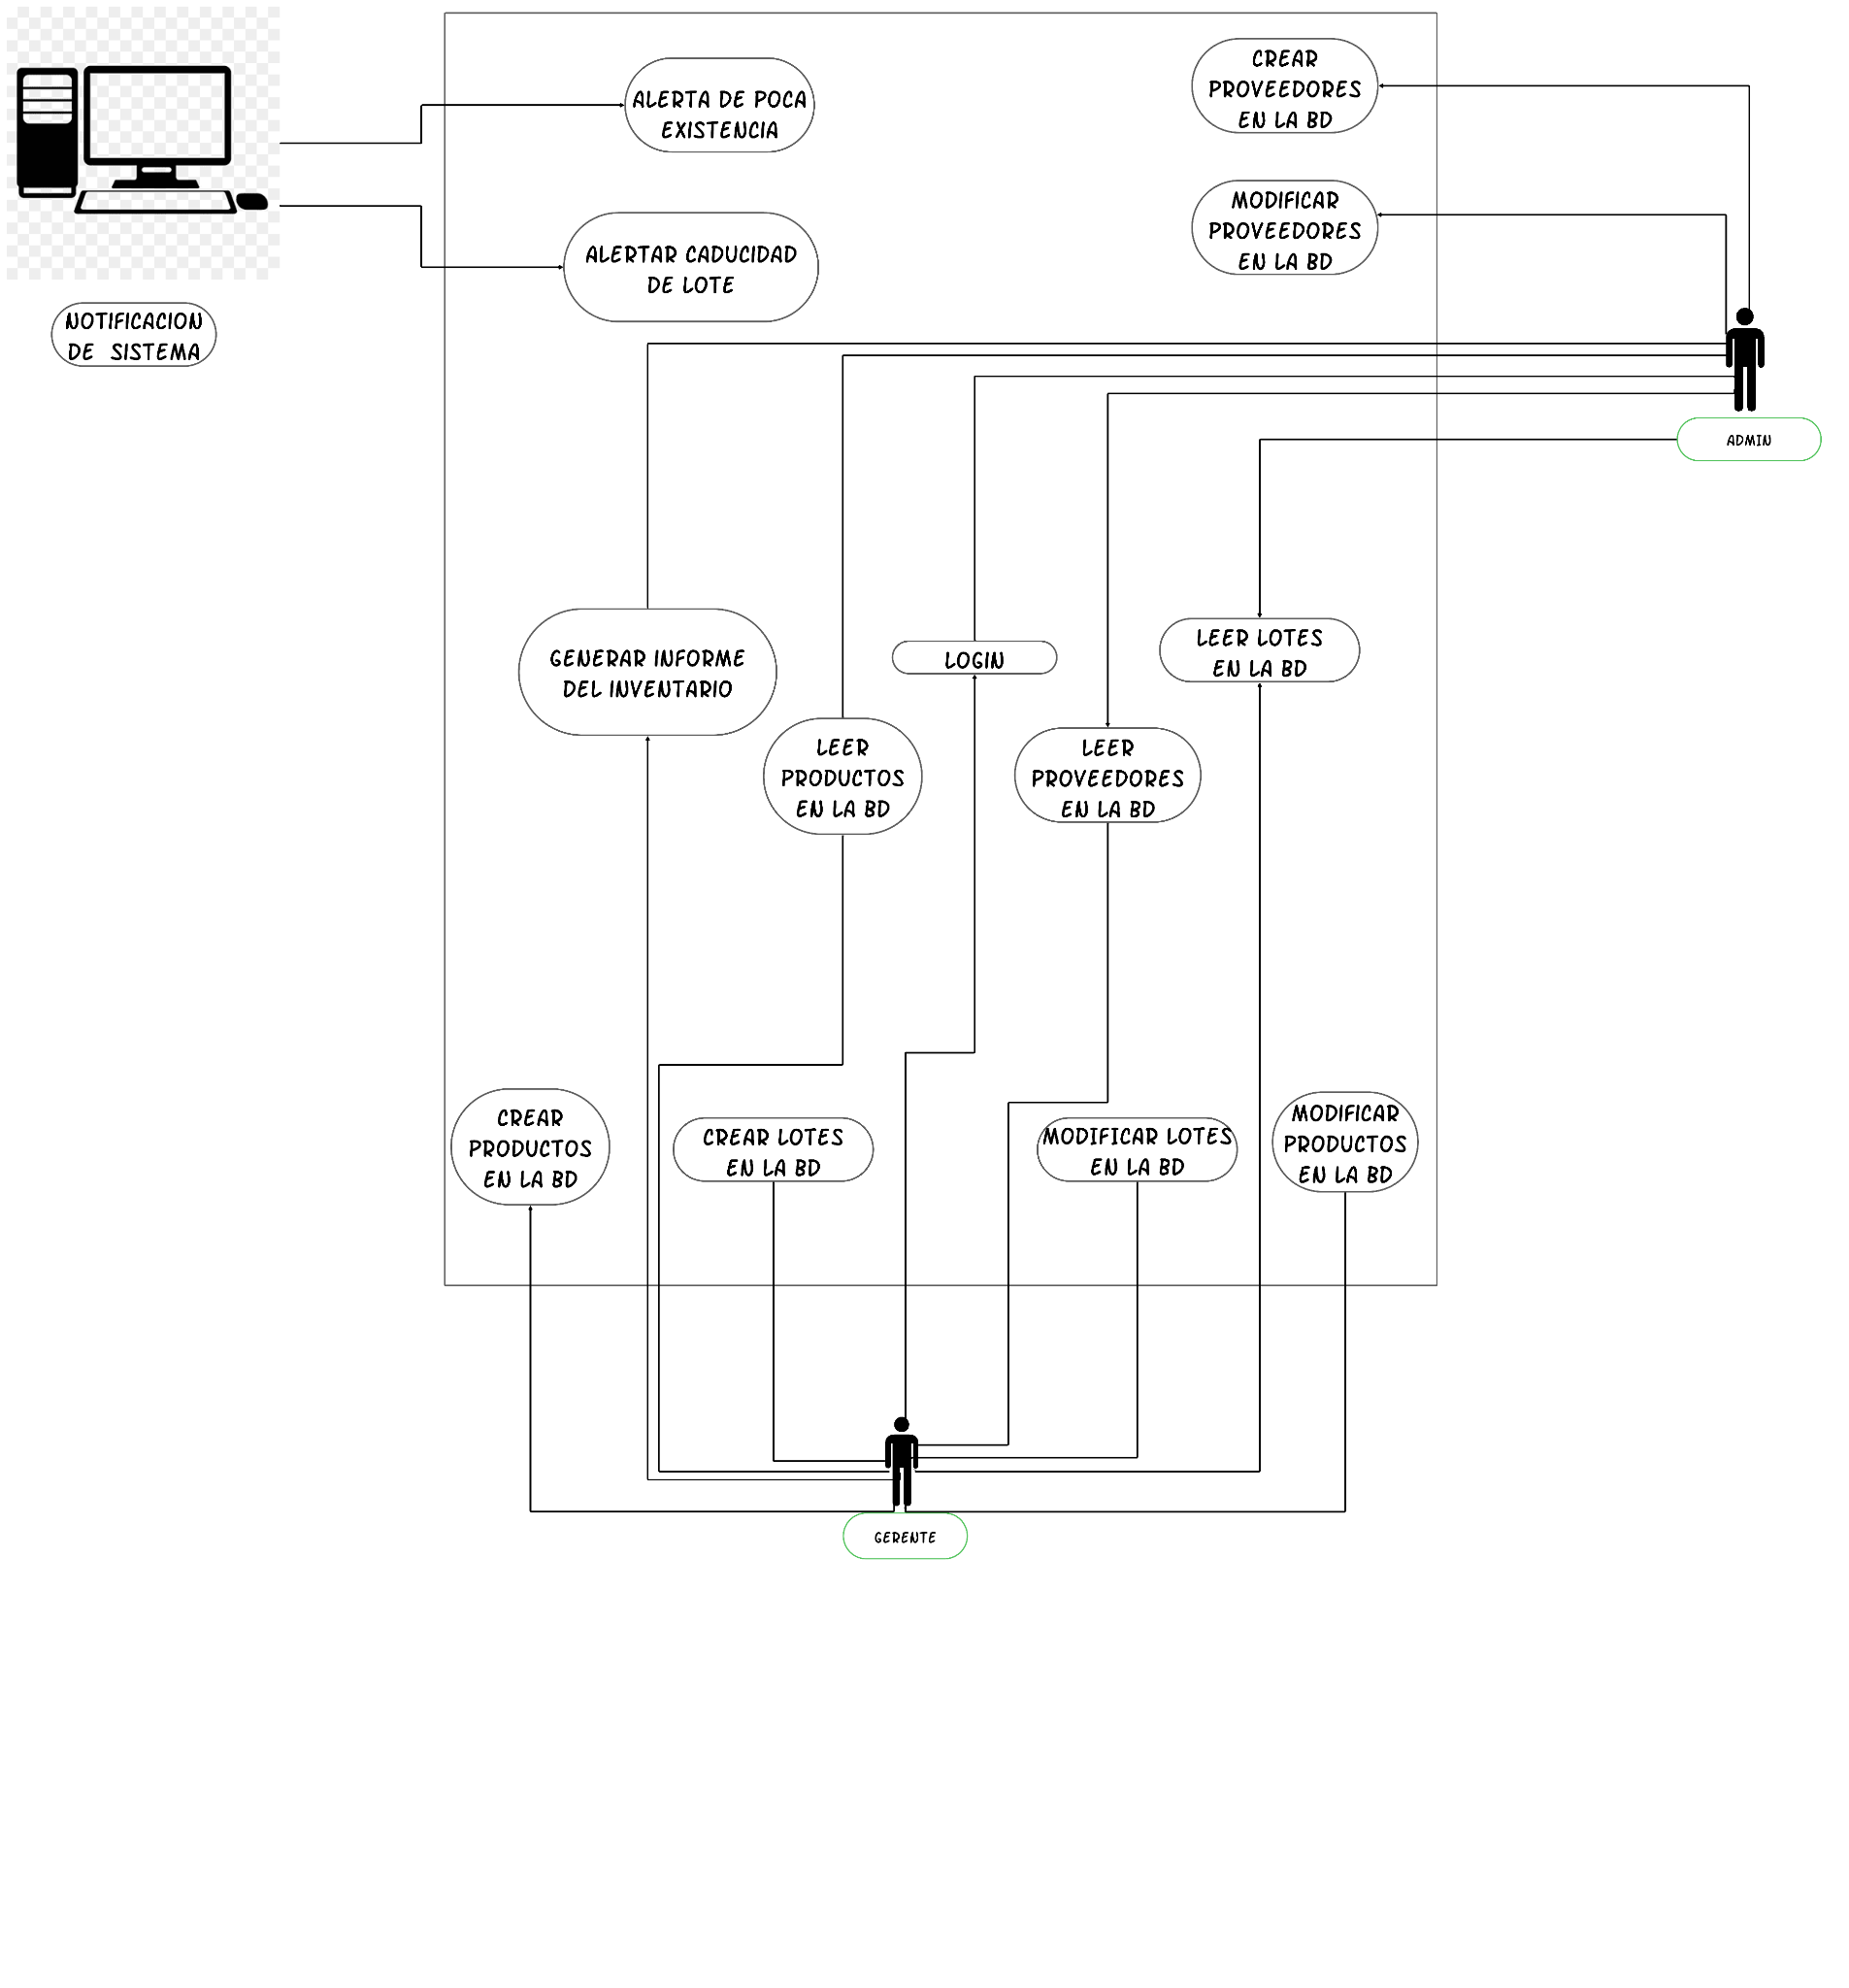 CREAR
PROVEEDORES
EN LA BD
ALERTA DE POCA
EXISTENCIA
MODIFICAR
PROVEEDORES
EN LA BD
ALERTAR CADUCIDAD
DE LOTE
NOTIFICACION
DE SISTEMA
ADMIN
GENERAR INFORME
DEL INVENTARIO
LOGIN
LEER LOTES
EN LA BD
LEER
PRODUCTOS
EN LA BD
LEER
PROVEEDORES
EN LA BD
CREAR
PRODUCTOS
EN LA BD
CREAR LOTES
EN LA BD
MODIFICAR LOTES
EN LA BD
MODIFICAR
PRODUCTOS
EN LA BD
GERENTE